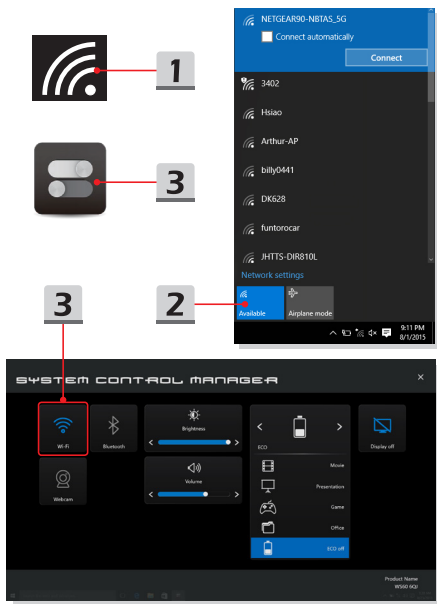 1
3
3
2
NETGEAR90-NBTAS_5G
Connect automatically
Connect
3402
Hsiao
Arthur-AP
billy0441
DK628
funtorocar
JHTTS-DIR810L
Network settings
Available
Airplane mode
9:11 PM
8/1/2015
SYSTEM CONTROL MANAGER
×
Wi-Fi
Bluetooth
Brightness
Webcam
Volume
ECO
Movie
Presentation
Game
Office
ECO off
Display off
Product Name
WS60 6QJ